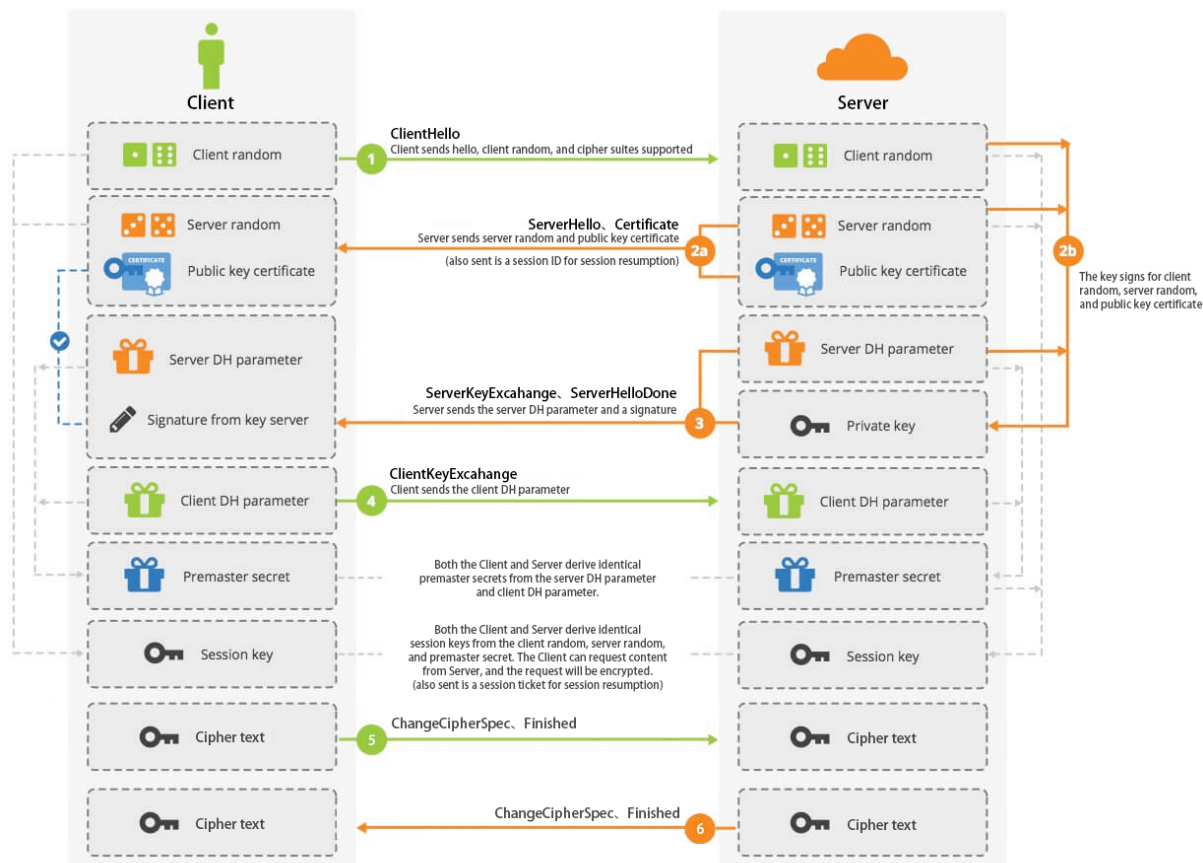 Client
Server
Client random
1
ClientHello
Client sends hello, client random, and cipher suites supported
Client random
Server random
ServerHello、Certificate
Server sends server random and public key certificate
(also sent is a session ID for session resumption)
2a
Server random
2b
CERTIFICATE
Public key certificate
CERTIFICATE
Public key certificate
The key signs for client
random, server random,
and public key certificate
Server DH parameter
Server DH parameter
Signature from key server
ServerKeyExcahange、ServerHelloDone
Server sends the server DH parameter and a signature
3
Private key
Client DH parameter
4
ClientKeyExcahange
Client sends the client DH parameter
Client DH parameter
Premaster secret
Both the Client and Server derive identical
premaster secrets from the server DH parameter
and client DH parameter.
Premaster secret
Session key
Both the Client and Server derive identical
session keys from the client random, server random,
and premaster secret. The Client can request content
from Server, and the request will be encrypted.
(also sent is a session ticket for session resumption)
Session key
Cipher text
5
ChangeCipherSpec、Finished
Cipher text
Cipher text
ChangeCipherSpec、Finished
6
Cipher text